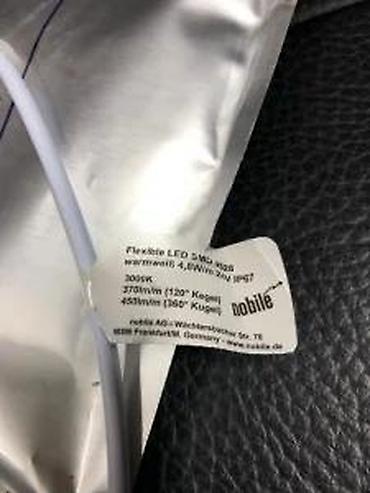 Flexible LED SMD
warmweiß 4,8W/m 24V IP67
3000K
370lm/m (120° Kegel)
450lm/m (360° Kugel)
nobile
nobile AG - Wächtersbacher Str. 78
Frankfurt/M. Germany - www.nobile.de